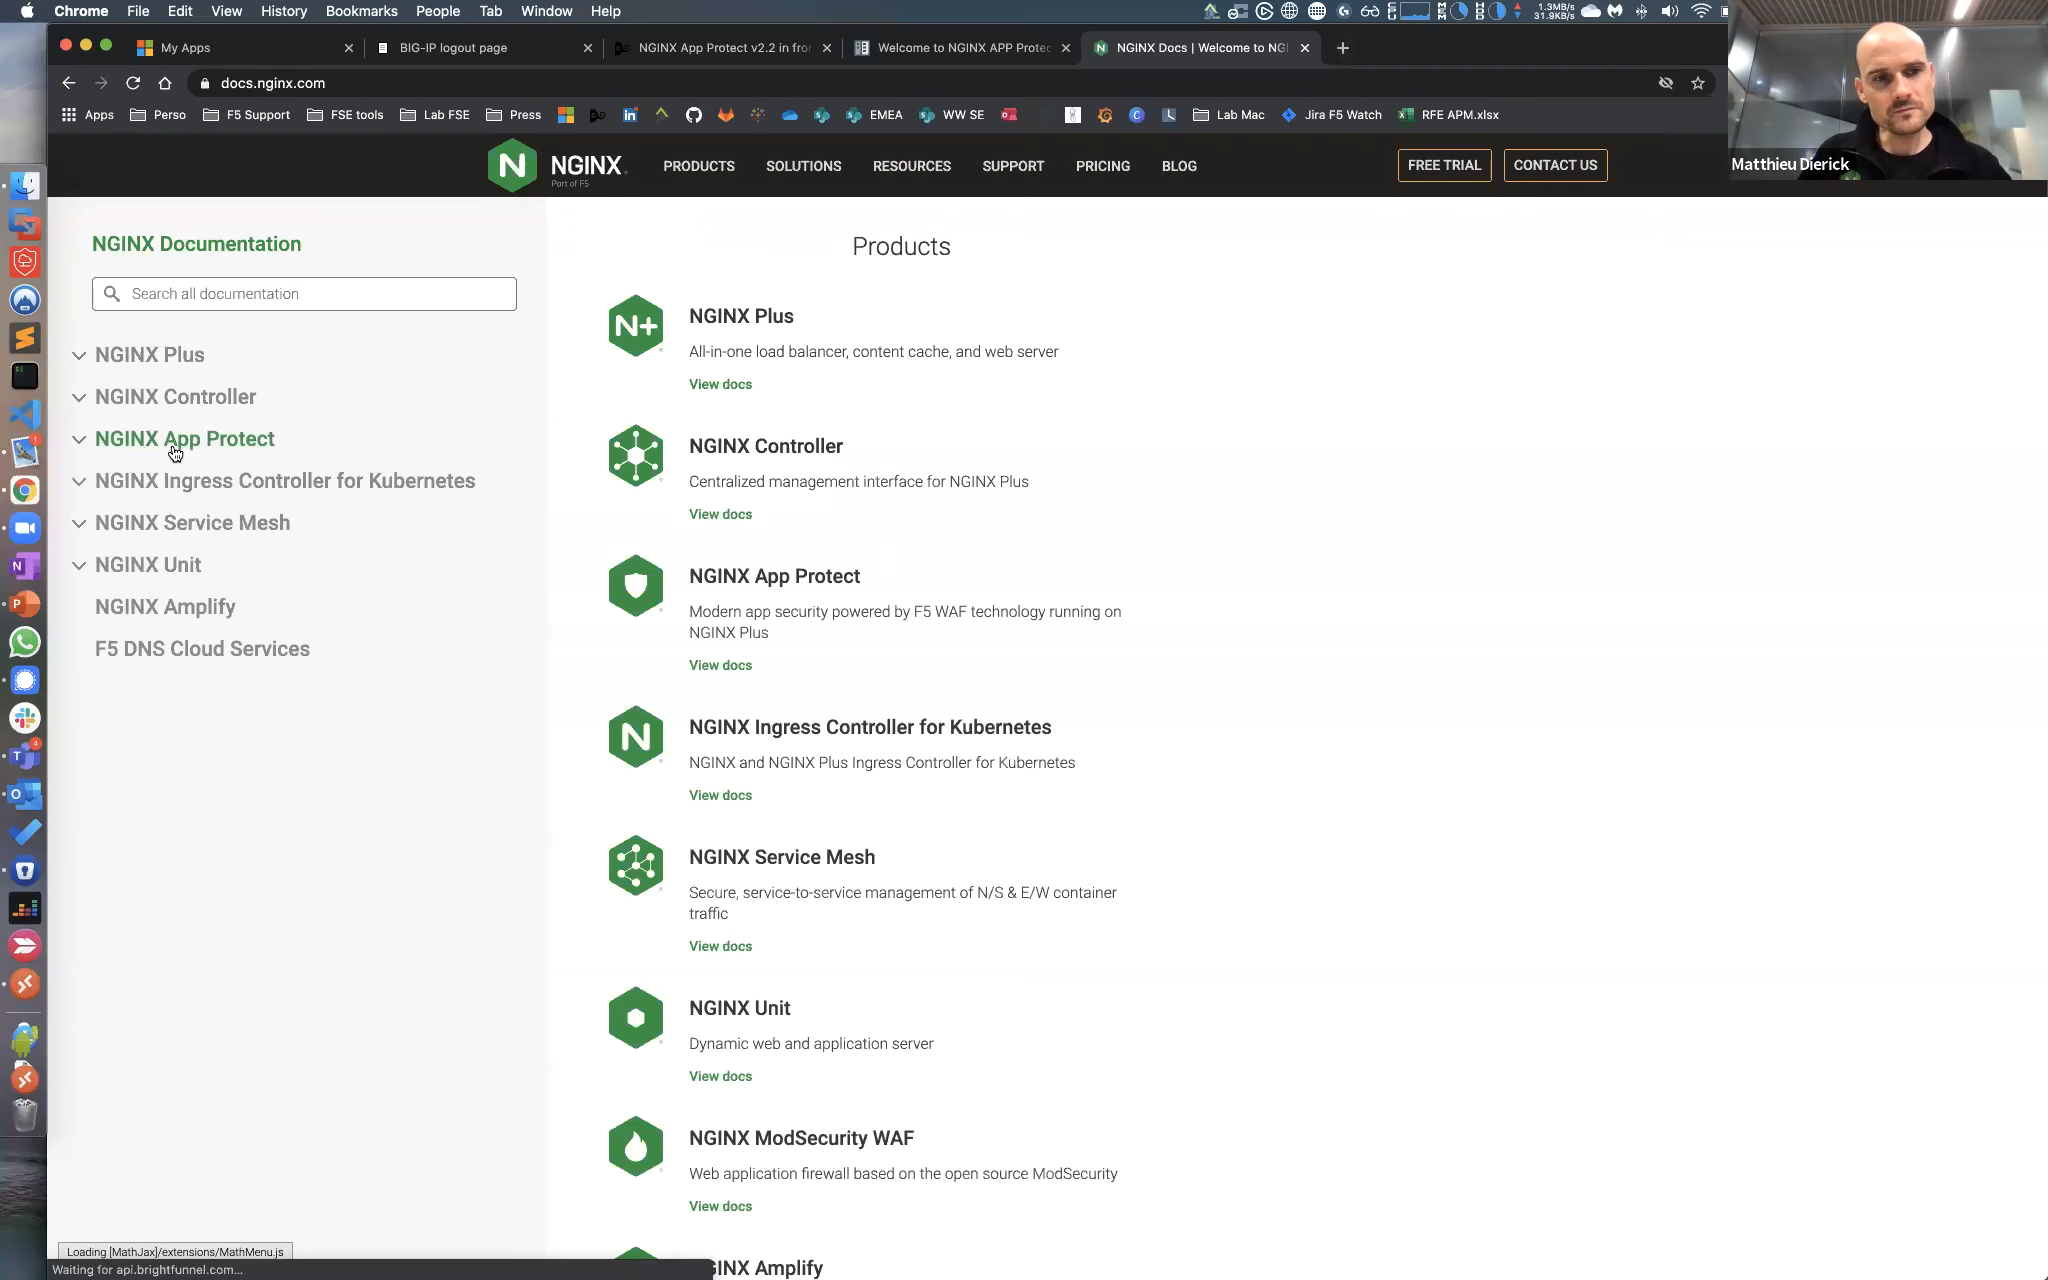 Chrome File Edit View History Bookmarks People Tab Window Help
1.3MB/s
31.9KB/s
My Apps
BIG-IP logout page
NGINX App Protect v2.2 in fro
Welcome to NGINX APP Protec
NGINX Docs | Welcome to NGI
docs.nginx.com
Apps Perso F5 Support FSE tools Lab FSE Press EMEA WW SE Lab Mac Jira F5 Watch RFE APM.xlsx
Matthieu Dierick
NGINX
Part of F5
PRODUCTS SOLUTIONS RESOURCES SUPPORT PRICING BLOG
FREE TRIAL
CONTACT US
NGINX Documentation
Search all documentation
NGINX Plus
NGINX Controller
NGINX App Protect
NGINX Ingress Controller for Kubernetes
NGINX Service Mesh
NGINX Unit
NGINX Amplify
F5 DNS Cloud Services
Products
N+
NGINX Plus
All-in-one load balancer, content cache, and web server
View docs
NGINX Controller
Centralized management interface for NGINX Plus
View docs
NGINX App Protect
Modern app security powered by F5 WAF technology running on
NGINX Plus
View docs
N
NGINX Ingress Controller for Kubernetes
NGINX and NGINX Plus Ingress Controller for Kubernetes
View docs
NGINX Service Mesh
Secure, service-to-service management of N/S & E/W container
traffic
View docs
NGINX Unit
Dynamic web and application server
View docs
NGINX ModSecurity WAF
Web application firewall based on the open source ModSecurity
View docs
GINX Amplify
Loading [MathJax]/extensions/MathMenu.js
Waiting for api.brightfunnel.com...